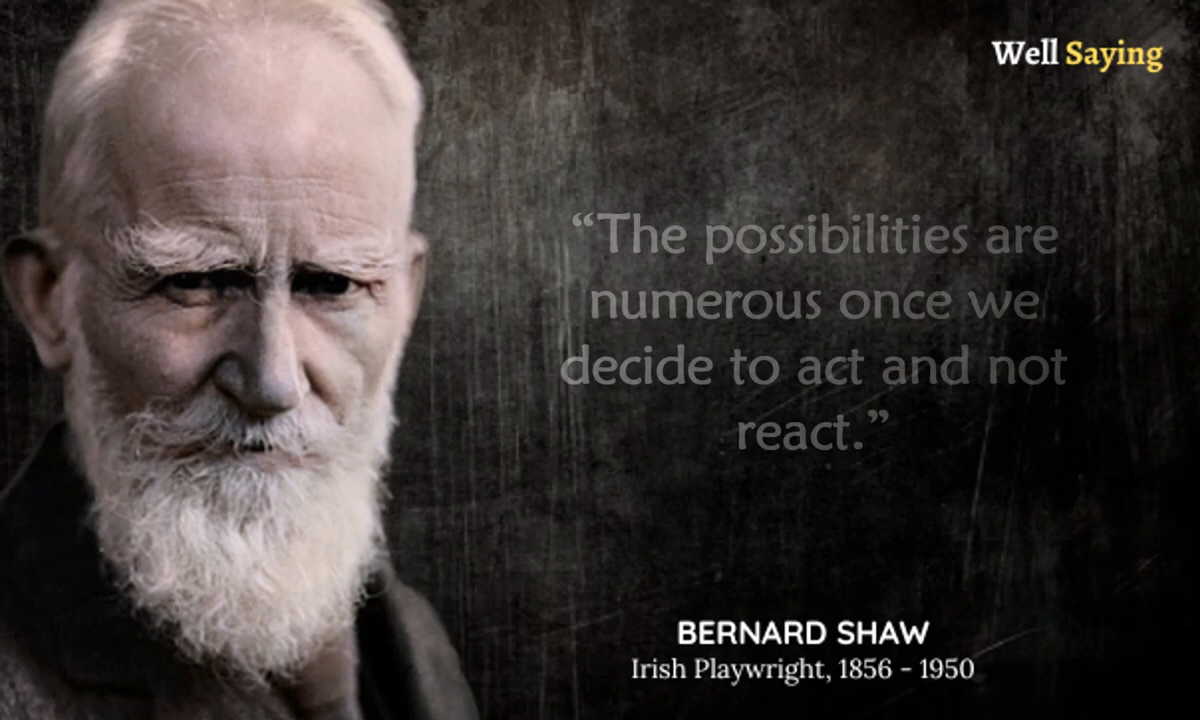 Well Saying
“The possibilities are
numerous once we
decide to act and not
react.”
BERNARD SHAW
Irish Playwright, 1856 - 1950